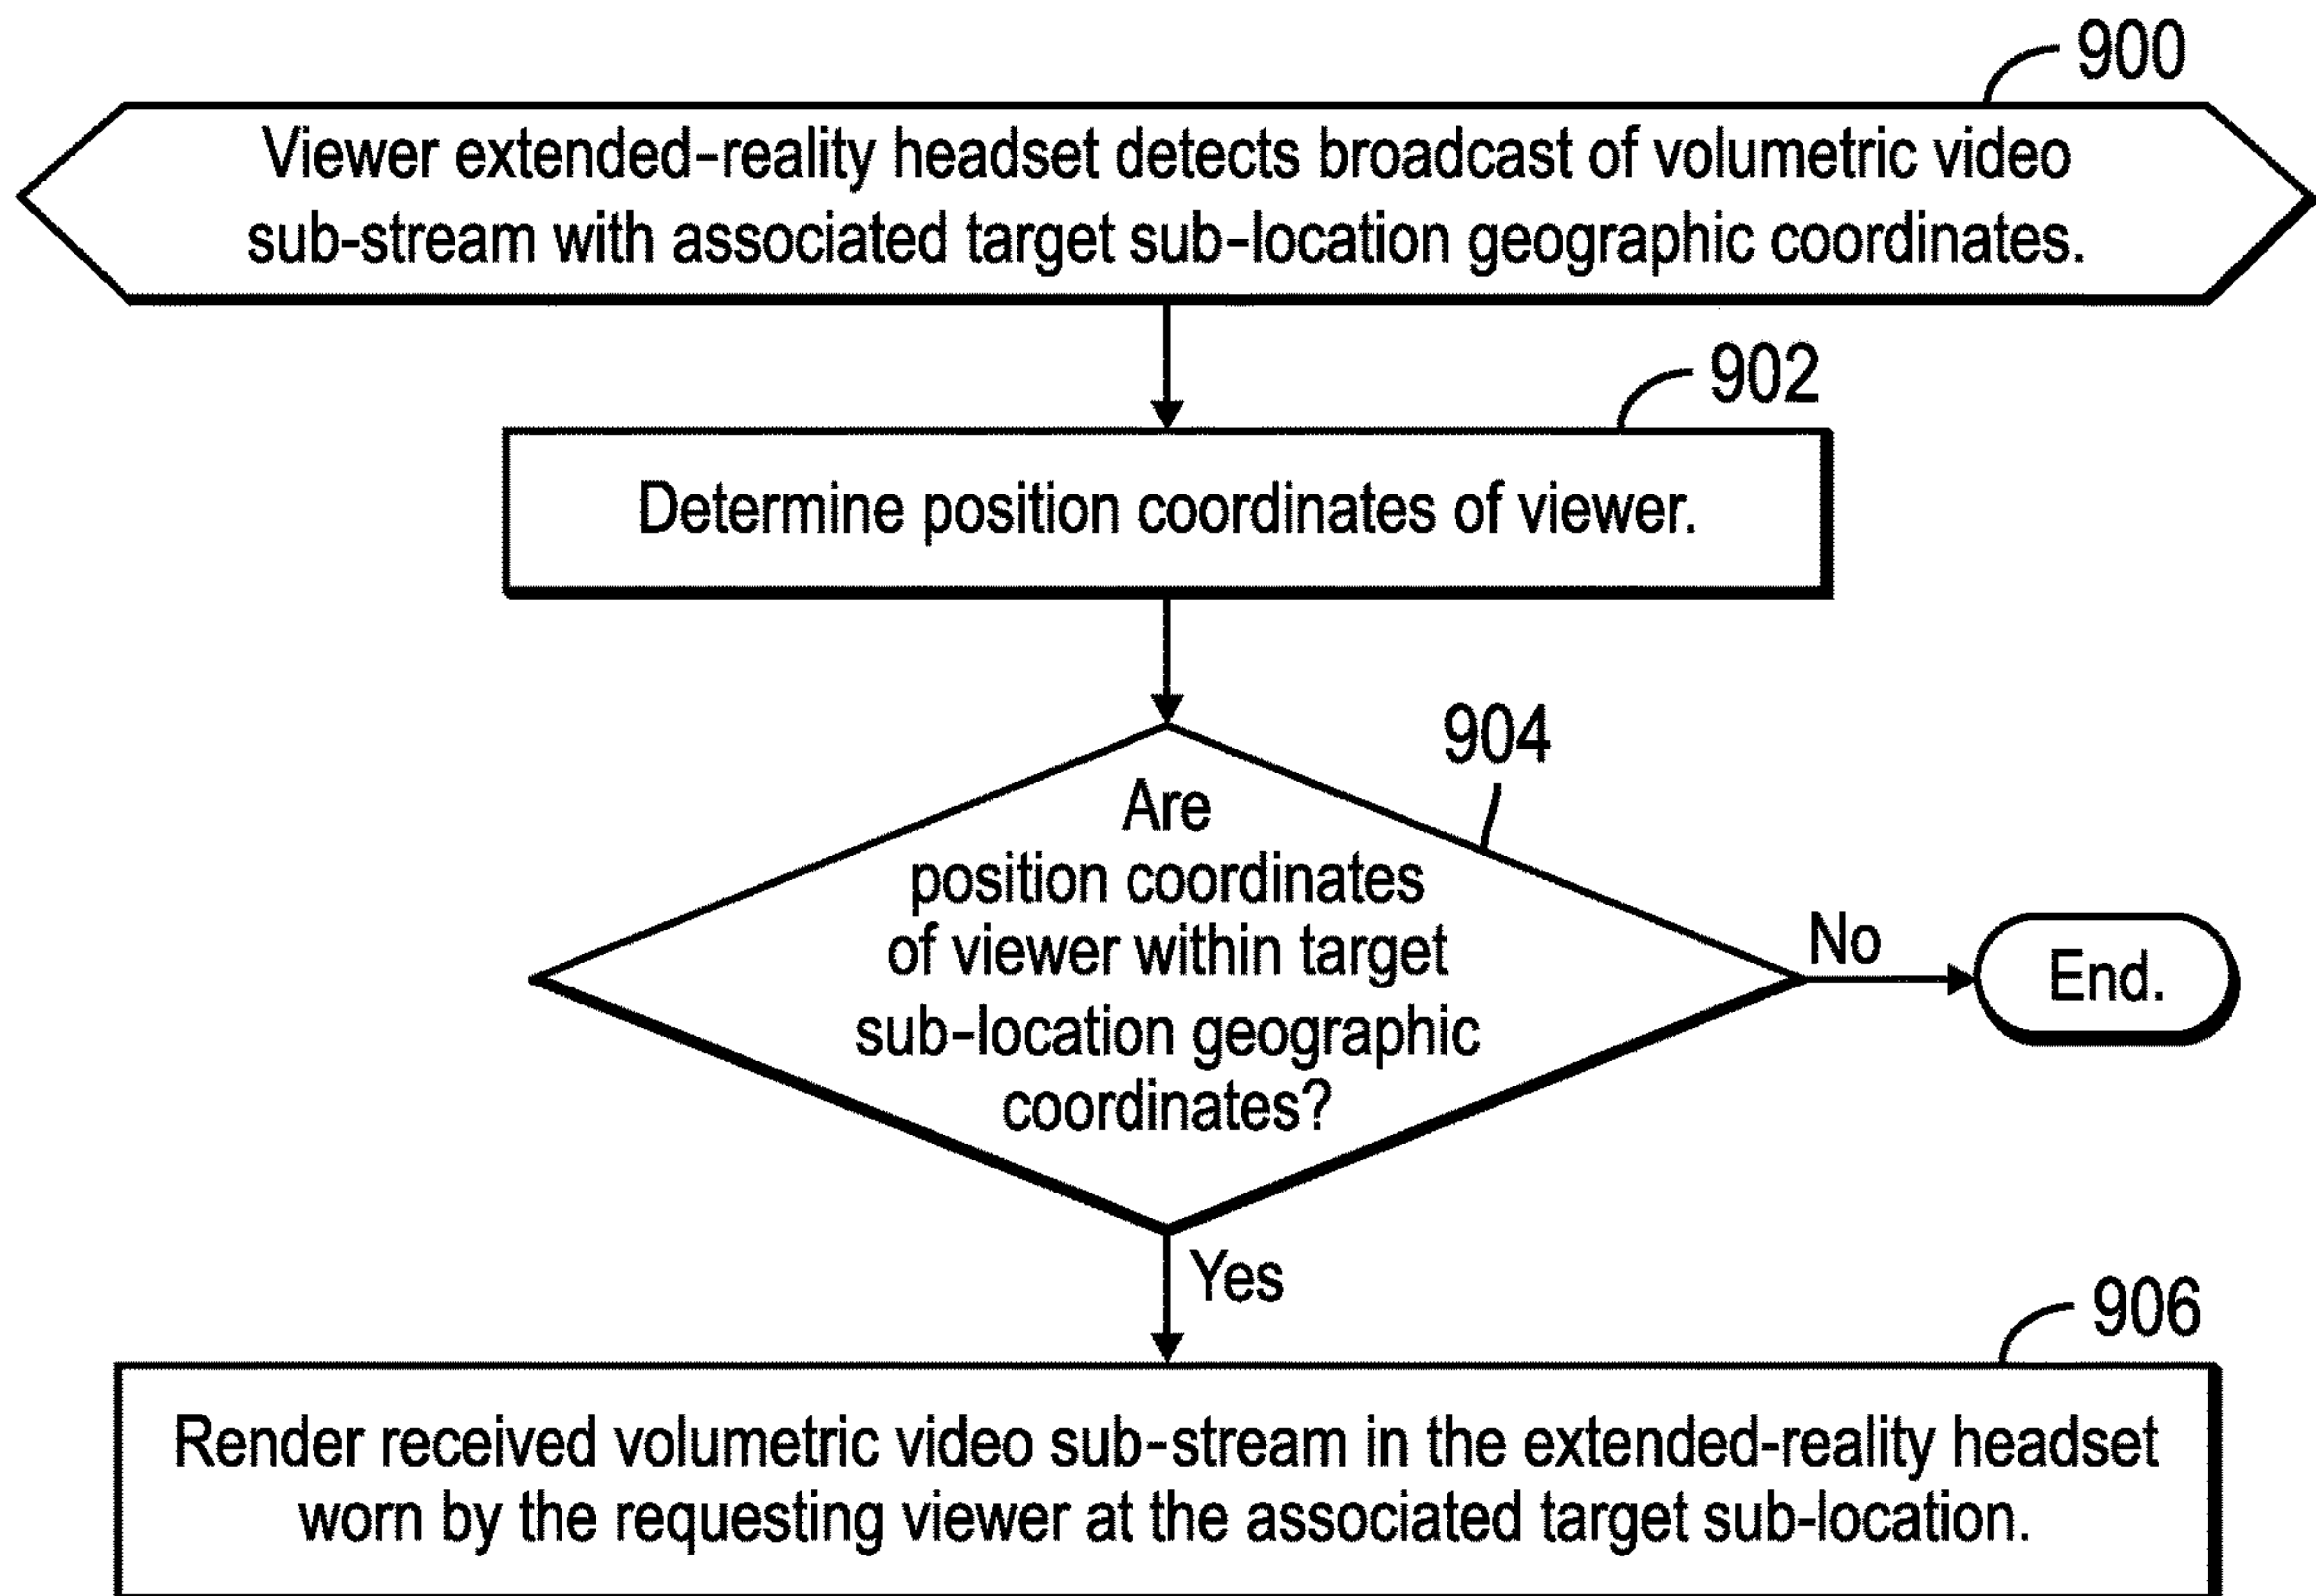 900
Viewer extended-reality headset detects broadcast of volumetric video
sub-stream with associated target sub-location geographic coordinates.
902
Determine position coordinates of viewer.
904
Are
position coordinates
of viewer within target
sub-location geographic
coordinates?
No
End.
Yes
906
Render received volumetric video sub-stream in the extended-reality headset
worn by the requesting viewer at the associated target sub-location.